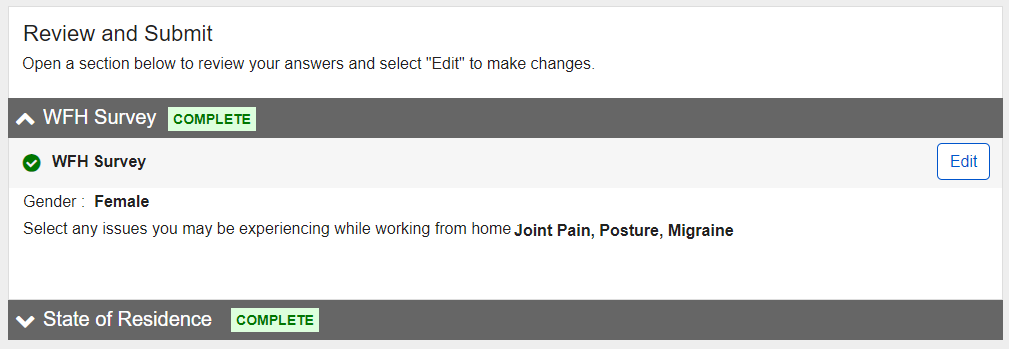 Review and Submit
Open a section below to review your answers and select "Edit" to make changes.
WFH Survey COMPLETE
WFH Survey Edit
Gender : Female
Select any issues you may be experiencing while working from home Joint Pain, Posture, Migraine
State of Residence COMPLETE